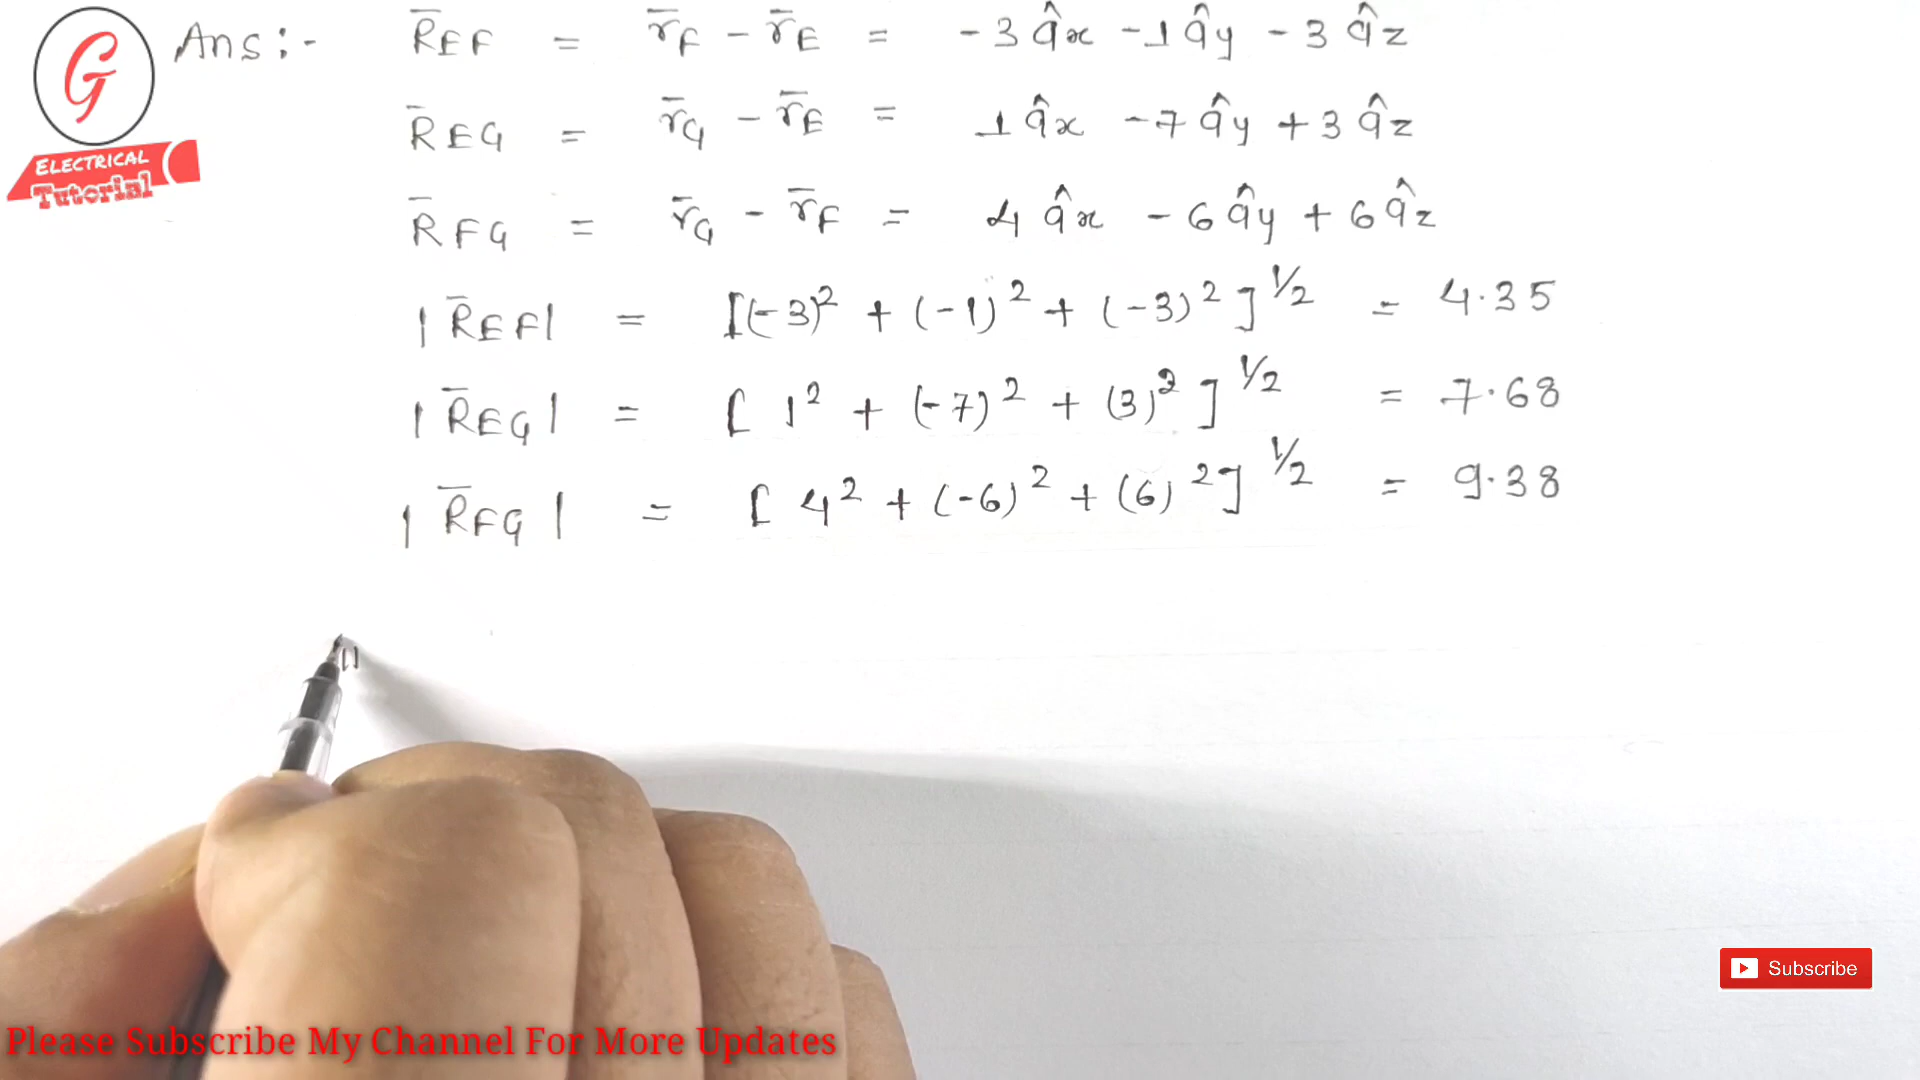 G
ELECTRICAL
Tutorial
Ans:- R̄EF = r̄F - r̄E = -3 âx -1 ây - 3 âz
R̄EG = r̄G - r̄E = 1 âx -7 ây + 3 âz
R̄FG = r̄G - r̄F = 4 âx - 6 ây + 6 âz
|R̄EF| = [(-3)² + (-1)² + (-3)²]^1/2 = 4.35
|R̄EG| = [1² + (-7)² + (3)²]^1/2 = 7.68
|R̄FG| = [4² + (-6)² + (6)²]^1/2 = 9.38
Subscribe
Please Subscribe My Channel For More Updates